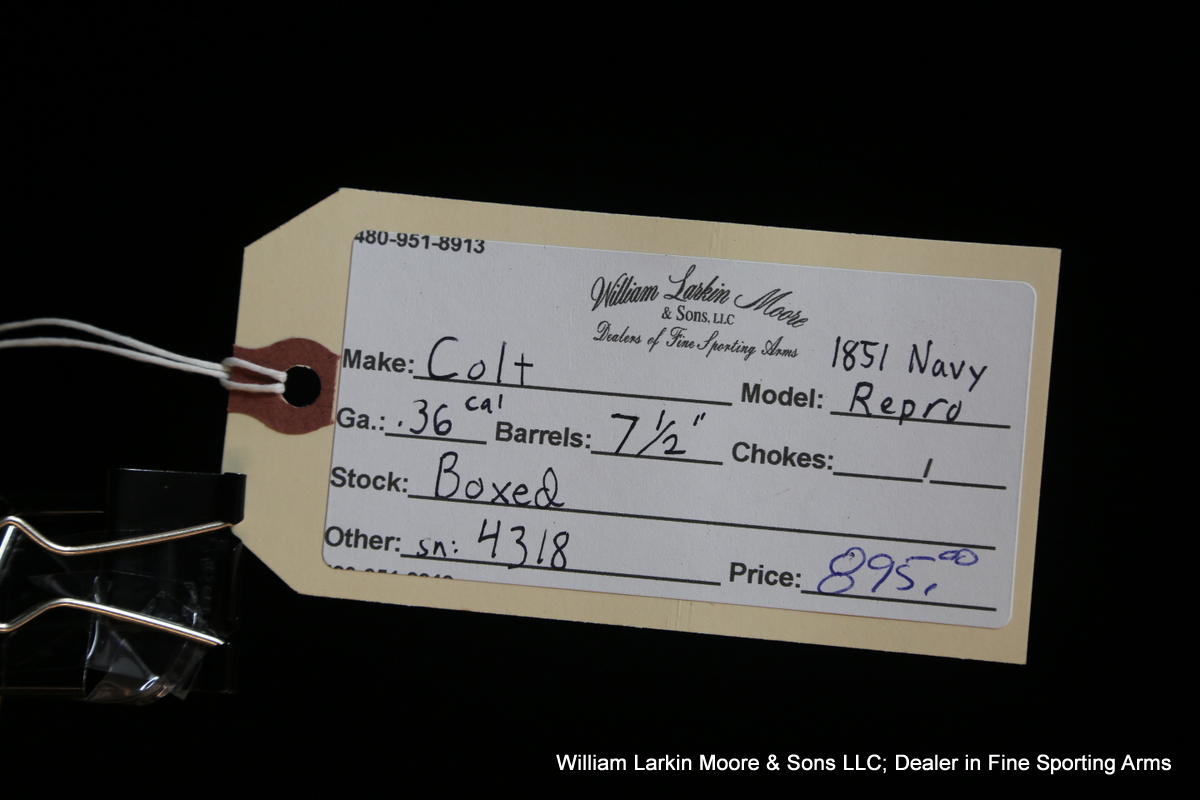 480-951-8913
William Larkin Moore
& Sons, LLC
Dealers of Fine Sporting Arms
1851 Navy
Make: Colt Model: Repro
Ga.: .36 cal Barrels: 7 1/2" Chokes: /
Stock: Boxed
Other: sn: 4318 Price: 895.00
William Larkin Moore & Sons LLC; Dealer in Fine Sporting Arms